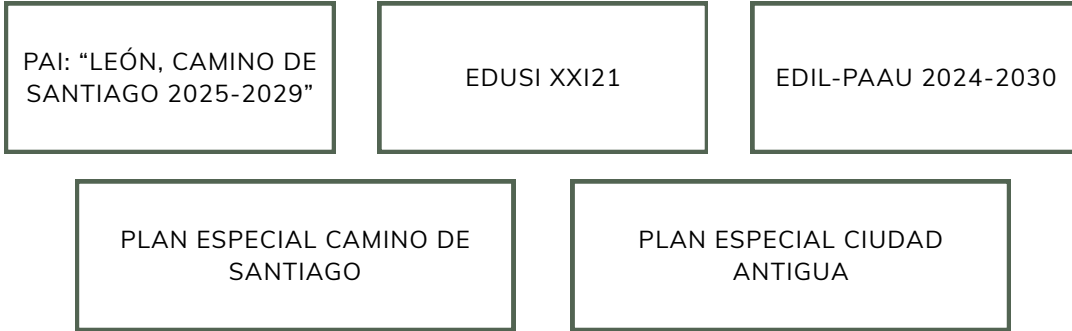 PAI: “LEÓN, CAMINO DE
SANTIAGO 2025-2029”
EDUSI XXI21
EDIL-PAAU 2024-2030
PLAN ESPECIAL CAMINO DE
SANTIAGO
PLAN ESPECIAL CIUDAD
ANTIGUA